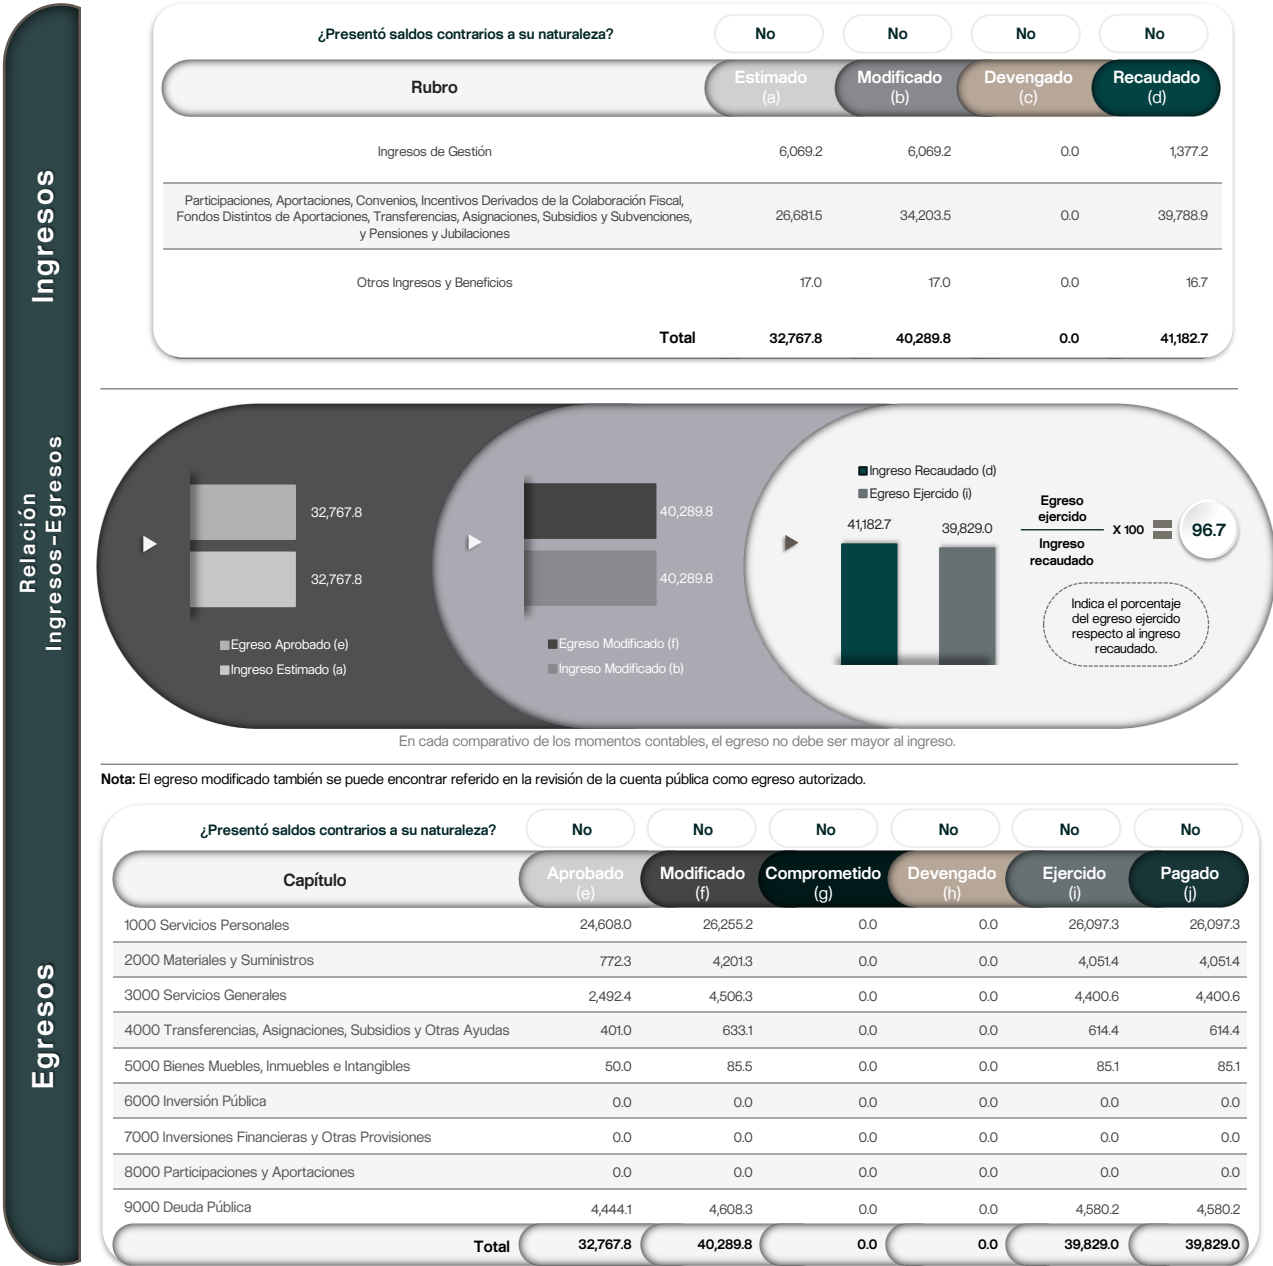 Ingresos
¿Presentó saldos contrarios a su naturaleza? No No No No
Rubro Estimado (a) Modificado (b) Devengado (c) Recaudado (d)
Ingresos de Gestión 6,069.2 6,069.2 0.0 1,377.2
Participaciones, Aportaciones, Convenios, Incentivos Derivados de la Colaboración Fiscal,
Fondos Distintos de Aportaciones, Transferencias, Asignaciones, Subsidios y Subvenciones, 26,681.5 34,203.5 0.0 39,788.9
y Pensiones y Jubilaciones
Otros Ingresos y Beneficios 17.0 17.0 0.0 16.7
Total 32,767.8 40,289.8 0.0 41,182.7
Relación
Ingresos-Egresos
32,767.8
32,767.8
Egreso Aprobado (e)
Ingreso Estimado (a)
40,289.8
40,289.8
Egreso Modificado (f)
Ingreso Modificado (b)
Ingreso Recaudado (d)
Egreso Ejercido (i)
41,182.7 39,829.0
Egreso
ejercido
Ingreso
recaudado
X 100 = 96.7
Indica el porcentaje
del egreso ejercido
respecto al ingreso
recaudado.
En cada comparativo de los momentos contables, el egreso no debe ser mayor al ingreso.
Nota: El egreso modificado también se puede encontrar referido en la revisión de la cuenta pública como egreso autorizado.
Egresos
¿Presentó saldos contrarios a su naturaleza? No No No No No No
Capítulo Aprobado (e) Modificado (f) Comprometido (g) Devengado (h) Ejercido (i) Pagado (j)
1000 Servicios Personales 24,608.0 26,255.2 0.0 0.0 26,097.3 26,097.3
2000 Materiales y Suministros 772.3 4,201.3 0.0 0.0 4,051.4 4,051.4
3000 Servicios Generales 2,492.4 4,506.3 0.0 0.0 4,400.6 4,400.6
4000 Transferencias, Asignaciones, Subsidios y Otras Ayudas 401.0 633.1 0.0 0.0 614.4 614.4
5000 Bienes Muebles, Inmuebles e Intangibles 50.0 85.5 0.0 0.0 85.1 85.1
6000 Inversión Pública 0.0 0.0 0.0 0.0 0.0 0.0
7000 Inversiones Financieras y Otras Provisiones 0.0 0.0 0.0 0.0 0.0 0.0
8000 Participaciones y Aportaciones 0.0 0.0 0.0 0.0 0.0 0.0
9000 Deuda Pública 4,444.1 4,608.3 0.0 0.0 4,580.2 4,580.2
Total 32,767.8 40,289.8 0.0 0.0 39,829.0 39,829.0